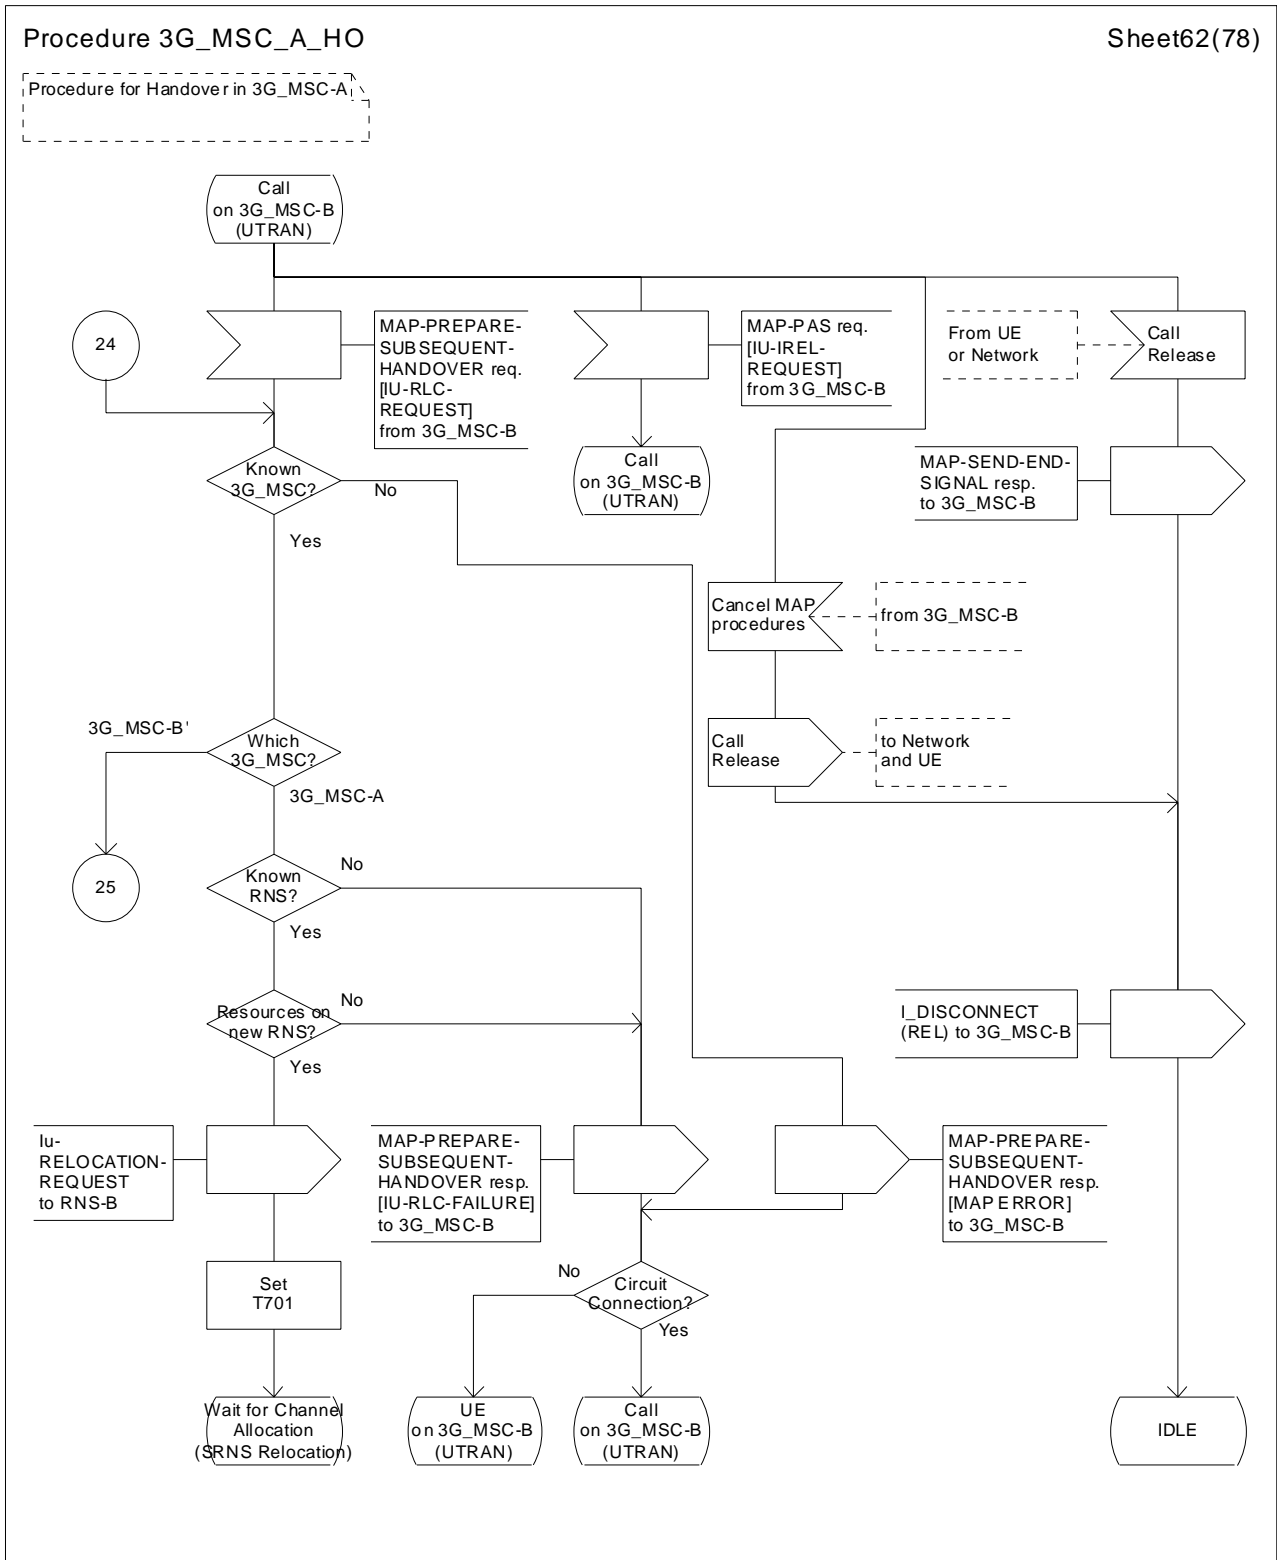 Procedure 3G_MSC_A_HO
Sheet62(78)
Procedure for Handover in 3G_MSC-A
Call
on 3G_MSC-B
(UTRAN)
24
MAP-PREPARE-
SUBSEQUENT-
HANDOVER req.
[IU-RLC-
REQUEST]
from 3G_MSC-B
MAP-PAS req.
[IU-IREL-
REQUEST]
from 3G_MSC-B
From UE
or Network
Call
Release
Known
3G_MSC?
No
Yes
Call
on 3G_MSC-B
(UTRAN)
MAP-SEND-END-
SIGNAL resp.
to 3G_MSC-B
Cancel MAP
procedures
from 3G_MSC-B
3G_MSC-B'
Which
3G_MSC?
3G_MSC-A
Call
Release
to Network
and UE
25
Known
RNS?
No
Yes
Resources on
new RNS?
No
Yes
I_DISCONNECT
(REL) to 3G_MSC-B
Iu-
RELOCATION-
REQUEST
to RNS-B
MAP-PREPARE-
SUBSEQUENT-
HANDOVER resp.
[IU-RLC-FAILURE]
to 3G_MSC-B
MAP-PREPARE-
SUBSEQUENT-
HANDOVER resp.
[MAP ERROR]
to 3G_MSC-B
Set
T701
No
Circuit
Connection?
Yes
Wait for Channel
Allocation
(SRNS Relocation)
UE
on 3G_MSC-B
(UTRAN)
Call
on 3G_MSC-B
(UTRAN)
IDLE